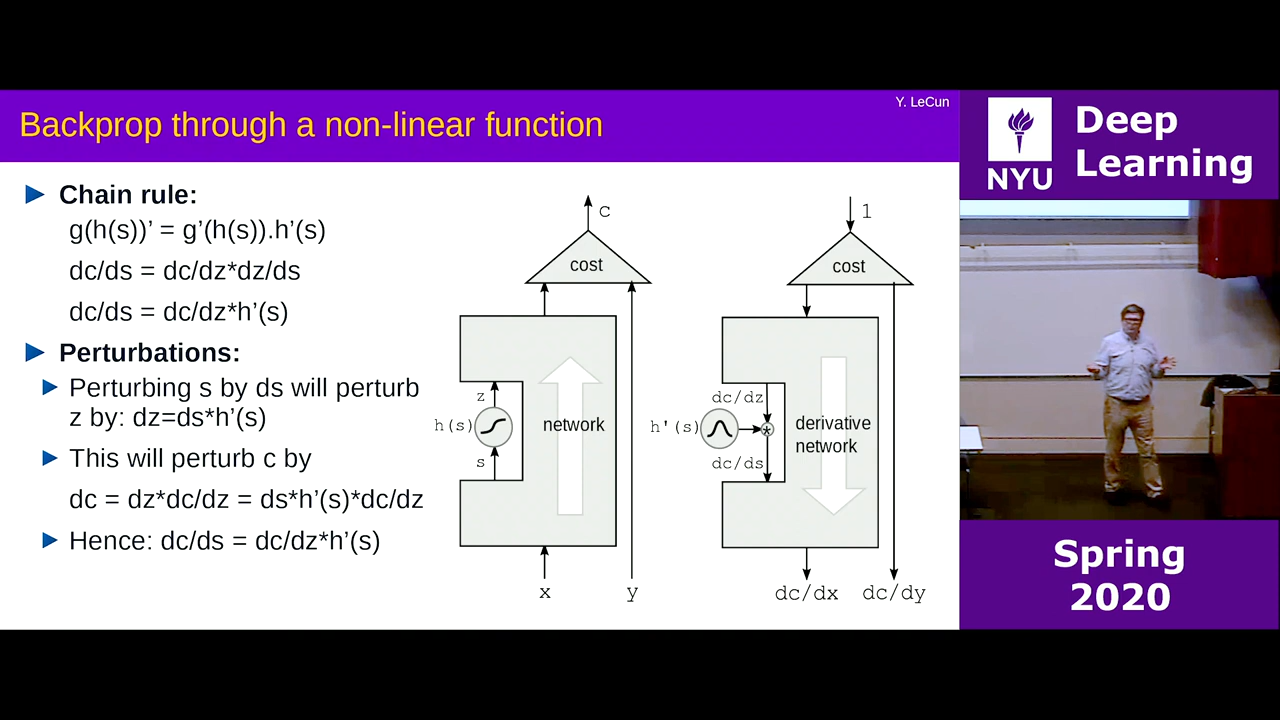 Y. LeCun
Backprop through a non-linear function
Chain rule:
g(h(s))’ = g’(h(s)).h’(s)
dc/ds = dc/dz*dz/ds
dc/ds = dc/dz*h’(s)
Perturbations:
Perturbing s by ds will perturb
z by: dz=ds*h’(s)
This will perturb c by
dc = dz*dc/dz = ds*h’(s)*dc/dz
Hence: dc/ds = dc/dz*h’(s)
c
cost
z
h(s)
network
s
x
y
1
cost
dc/dz
h'(s)
*
derivative
network
dc/ds
dc/dx
dc/dy
NYU
Deep
Learning
Spring
2020